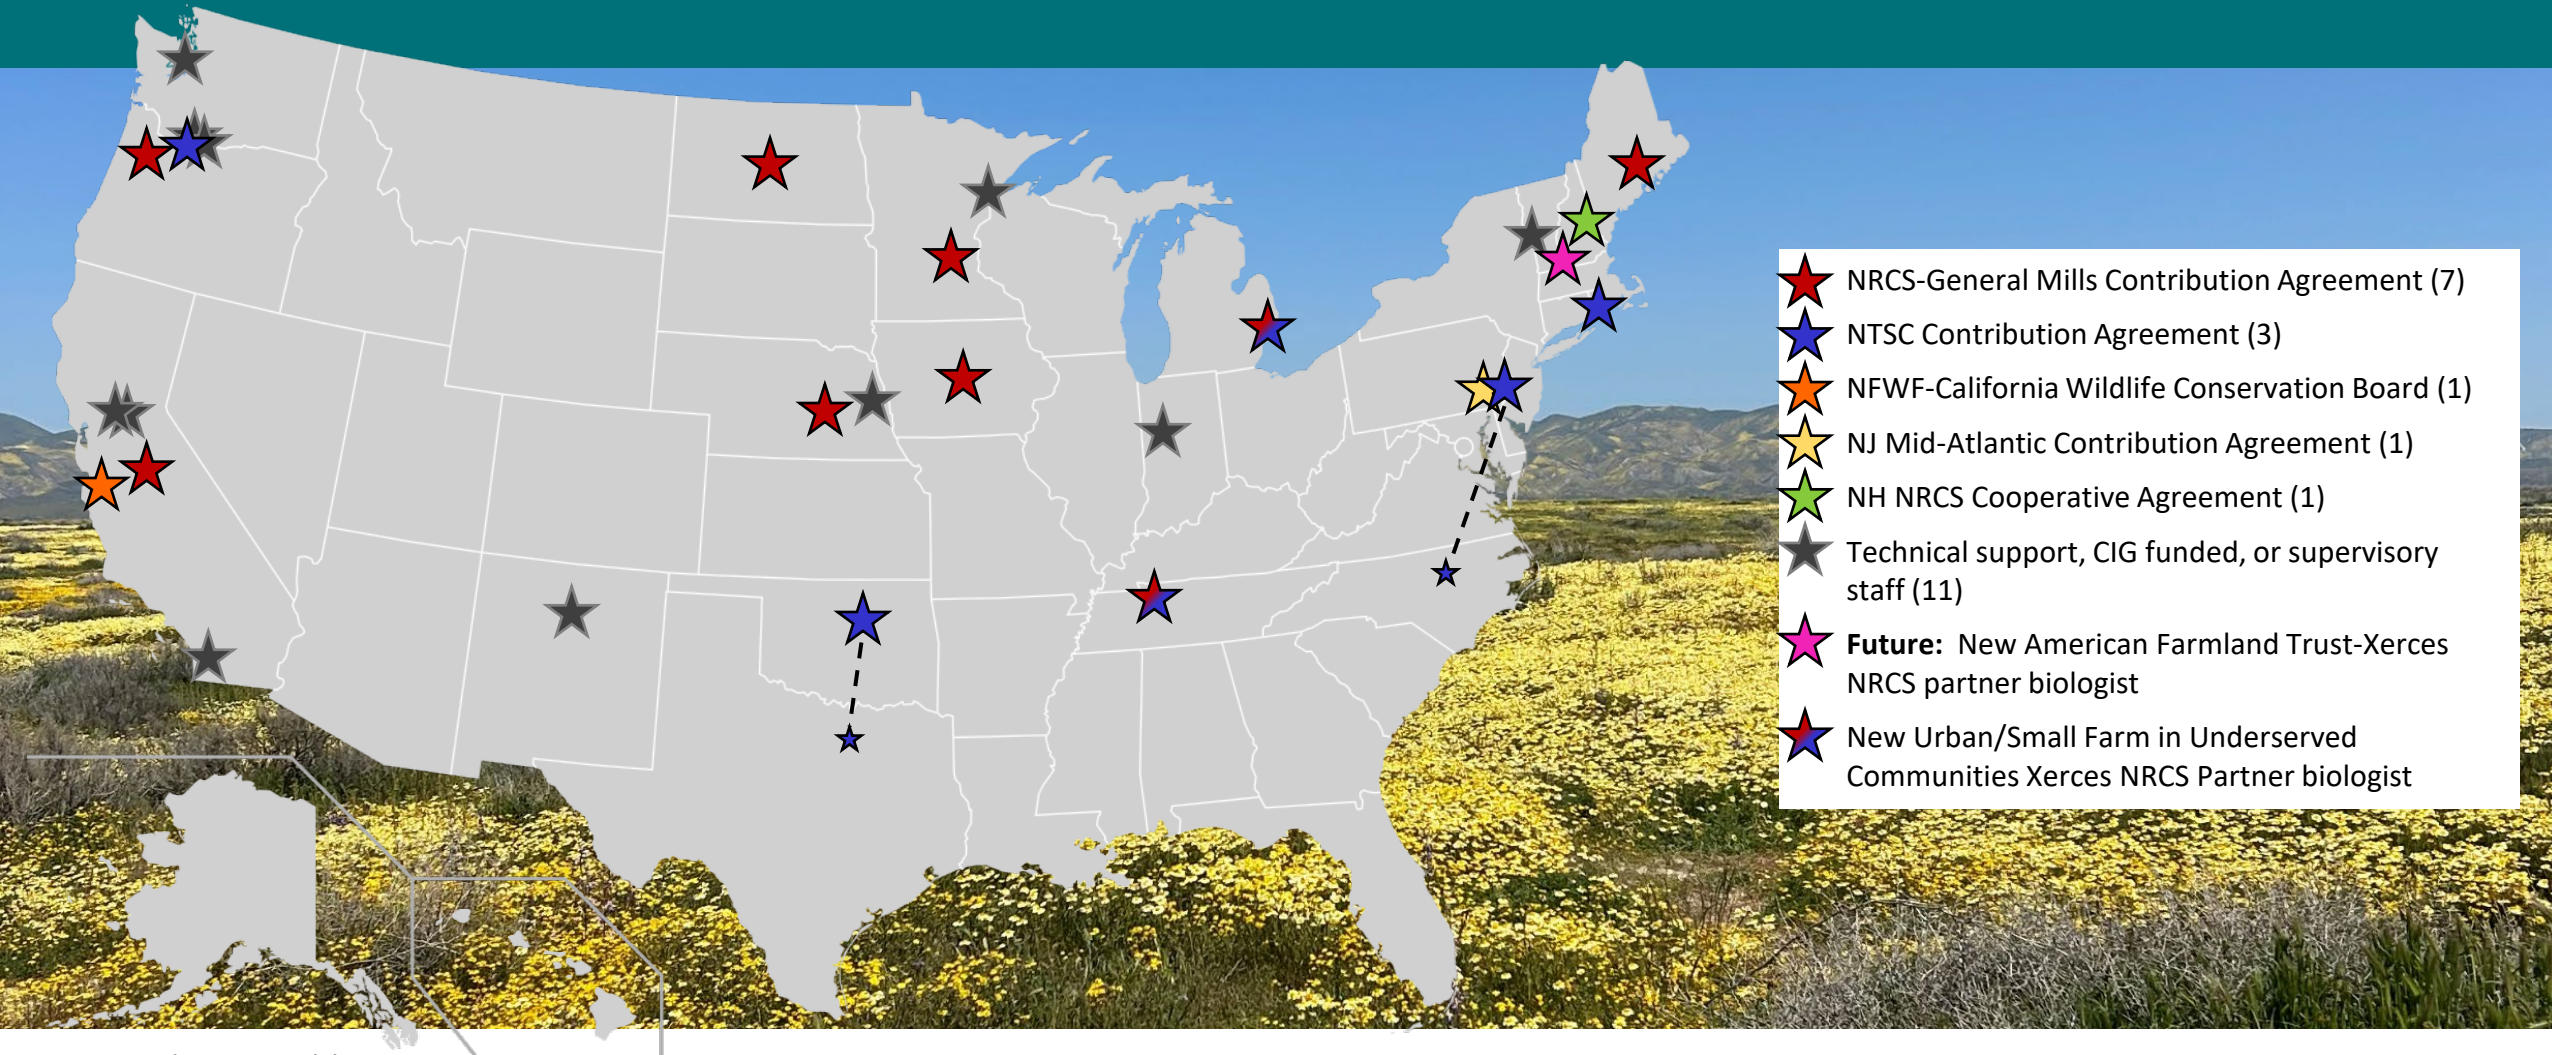 NRCS-General Mills Contribution Agreement (7)
NTSC Contribution Agreement (3)
NFWF-California Wildlife Conservation Board (1)
NJ Mid-Atlantic Contribution Agreement (1)
NH NRCS Cooperative Agreement (1)
Technical support, CIG funded, or supervisory
staff (11)
Future:  New American Farmland Trust-Xerces
NRCS partner biologist
New Urban/Small Farm in Underserved
Communities Xerces NRCS Partner biologist